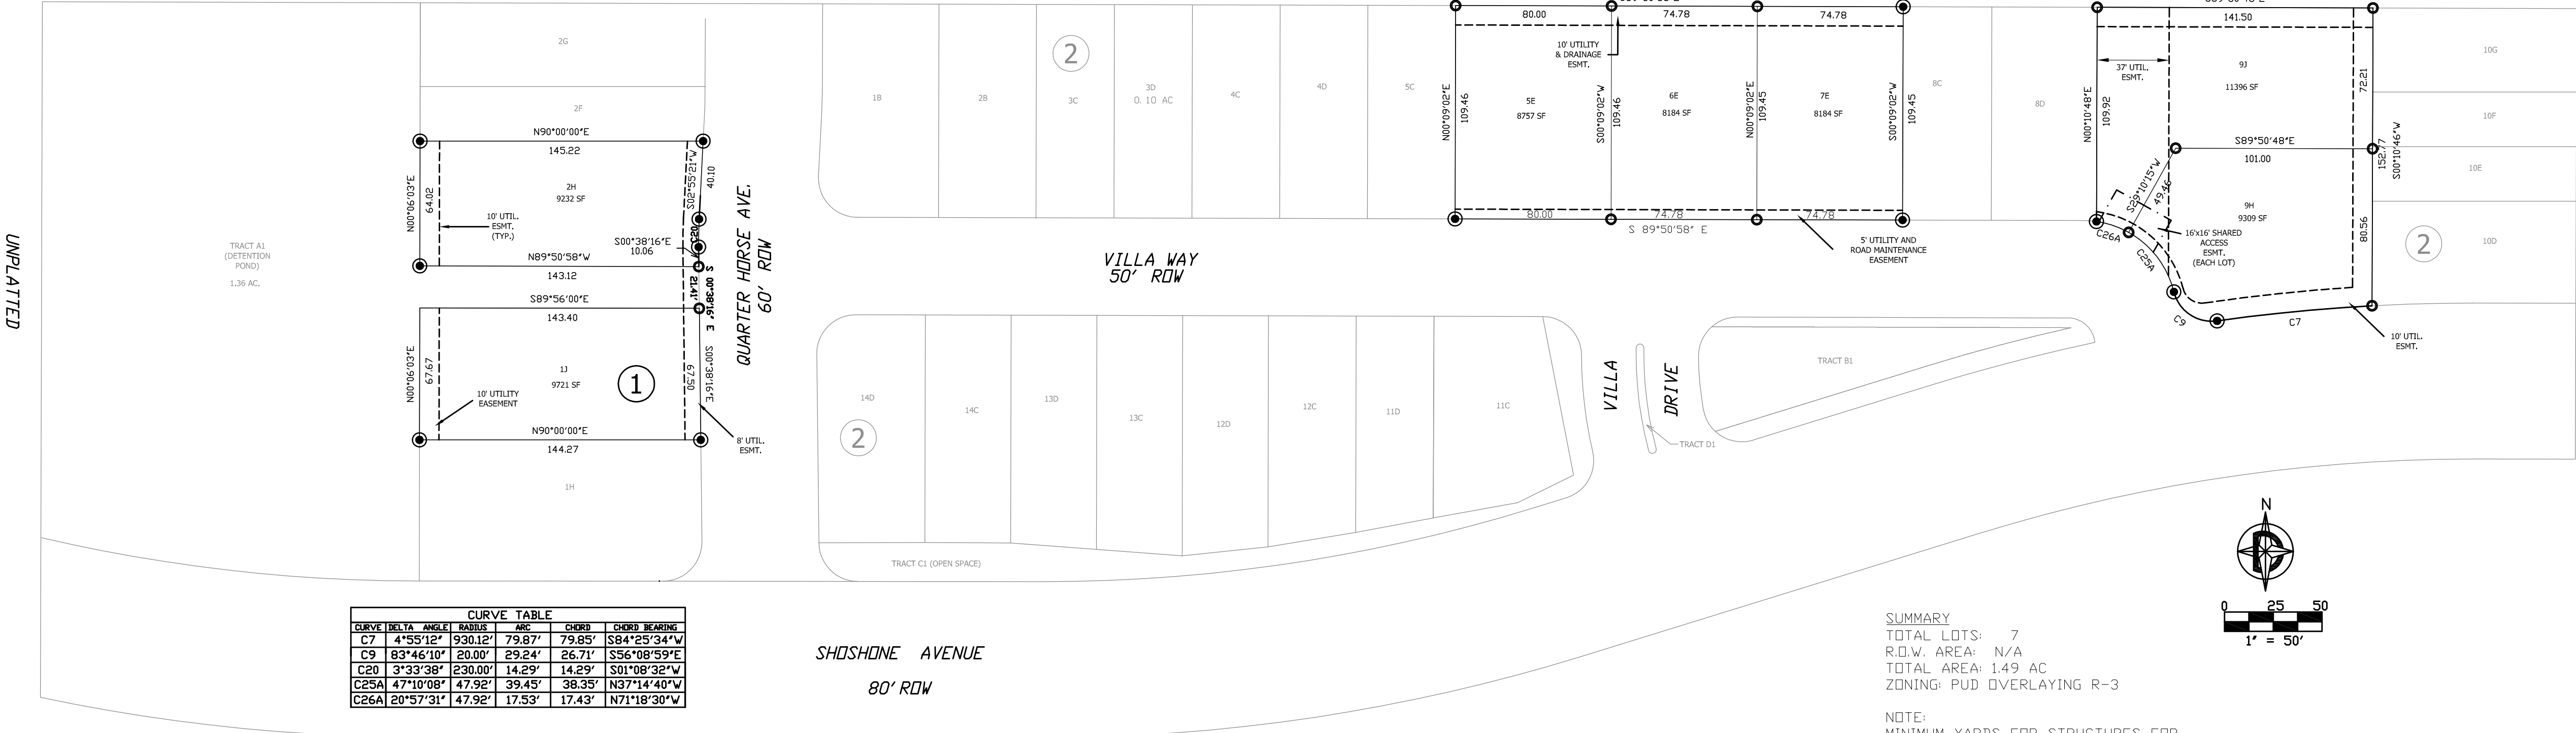 UNPLATTED
TRACT A1
(DETENTION
POND)
1.36 AC.
2G
2F
N90°00'00"E
145.22
N00°06'03"E
64.02
2H
9232 SF
10' UTIL.
ESMT.
(TYP.)
S02°55'21"W
40.10
C20
S00°38'16"E
10.06
N89°50'58"W
143.12
S 00°38'16" E
21.41'
S89°56'00"E
143.40
N00°06'03"E
67.67
1J
9721 SF
1
10' UTILITY
EASEMENT
67.50
S00°38'16"E
N90°00'00"E
144.27
8' UTIL.
ESMT.
1H
QUARTER HORSE AVE.
60' ROW
2
1B
2B
3C
3D
0.10 AC
4C
4D
5C
VILLA WAY
50' ROW
80.00
74.78
74.78
10' UTILITY
& DRAINAGE
ESMT.
N00°09'02"E
109.46
5E
8757 SF
S00°09'02"W
109.46
6E
8184 SF
N00°09'02"E
109.45
7E
8184 SF
S00°09'02"W
109.45
80.00
74.78
74.78
S 89°50'58" E
5' UTILITY AND
ROAD MAINTENANCE
EASEMENT
8C
8D
141.50
37' UTIL.
ESMT.
N00°10'48"E
109.92
9J
11396 SF
72.21
S89°50'48"E
101.00
152.77
S00°10'46"W
S29°10'15"W
49.46
9H
9309 SF
80.56
16'x16' SHARED
ACCESS
ESMT.
(EACH LOT)
C26A
C25A
C9
C7
10' UTIL.
ESMT.
10G
10F
10E
10D
2
14D
14C
13D
13C
12D
12C
11D
11C
2
TRACT C1 (OPEN SPACE)
VILLA
DRIVE
TRACT D1
TRACT B1
CURVE TABLE
CURVE DELTA ANGLE RADIUS ARC CHORD CHORD BEARING
C7 4°55'12" 930.12' 79.87' 79.85' S84°25'34"W
C9 83°46'10" 20.00' 29.24' 26.71' S56°08'59"E
C20 3°33'38" 230.00' 14.29' 14.29' S01°08'32"W
C25A 47°10'08" 47.92' 39.45' 38.35' N37°14'40"W
C26A 20°57'31" 47.92' 17.53' 17.43' N71°18'30"W
SHOSHONE AVENUE
80' ROW
N
0 25 50
1" = 50'
SUMMARY
TOTAL LOTS: 7
R.O.W. AREA: N/A
TOTAL AREA: 1.49 AC
ZONING: PUD OVERLAYING R-3
NOTE:
MINIMUM YARDS FOR STRUCTURES FOR